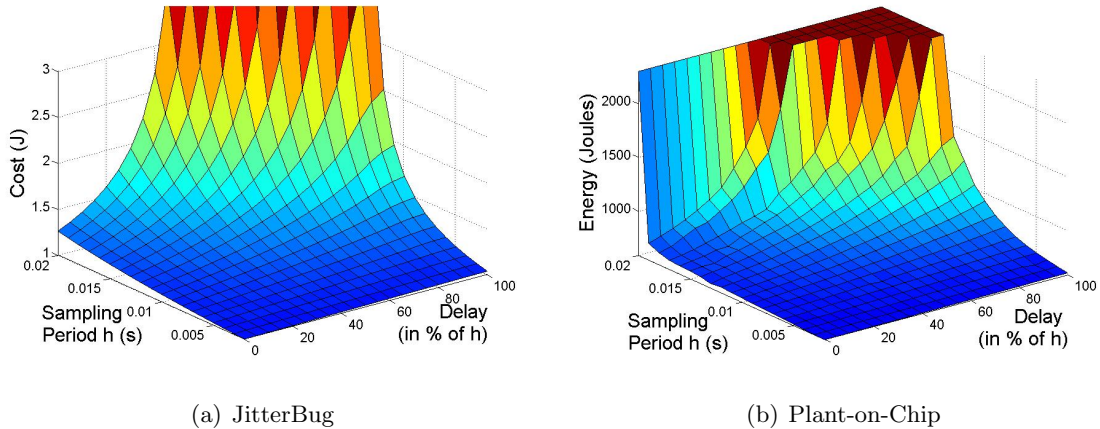 3
2.5
2
1.5
1
Cost (J)
0.02
0.015
0.01
0.005
Sampling
Period h (s)
0
20
40
60
80
100
Delay
(in % of h)
(a) JitterBug
2000
1500
1000
Energy (Joules)
0.02
0.015
0.01
0.005
Sampling
Period h (s)
0
20
40
60
80
100
Delay
(in % of h)
(b) Plant-on-Chip